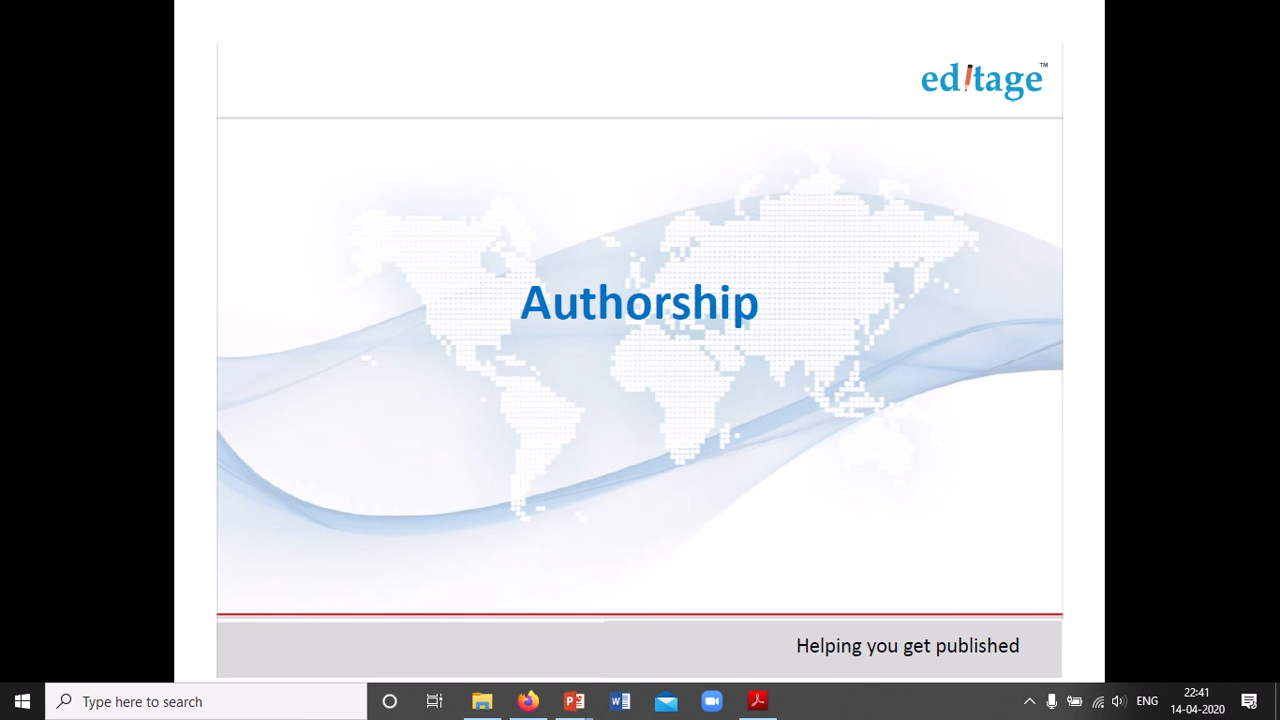 editage™
Authorship
Helping you get published
Type here to search
ENG
22:41
14-04-2020